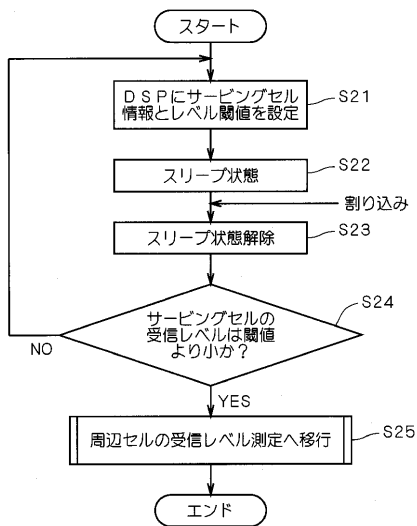 スタート
DSPにサービングセル
情報とレベル閾値を設定
S21
スリープ状態
S22
割り込み
スリープ状態解除
S23
サービングセルの
受信レベルは閾値
より小か？
S24
NO
YES
周辺セルの受信レベル測定へ移行
S25
エンド